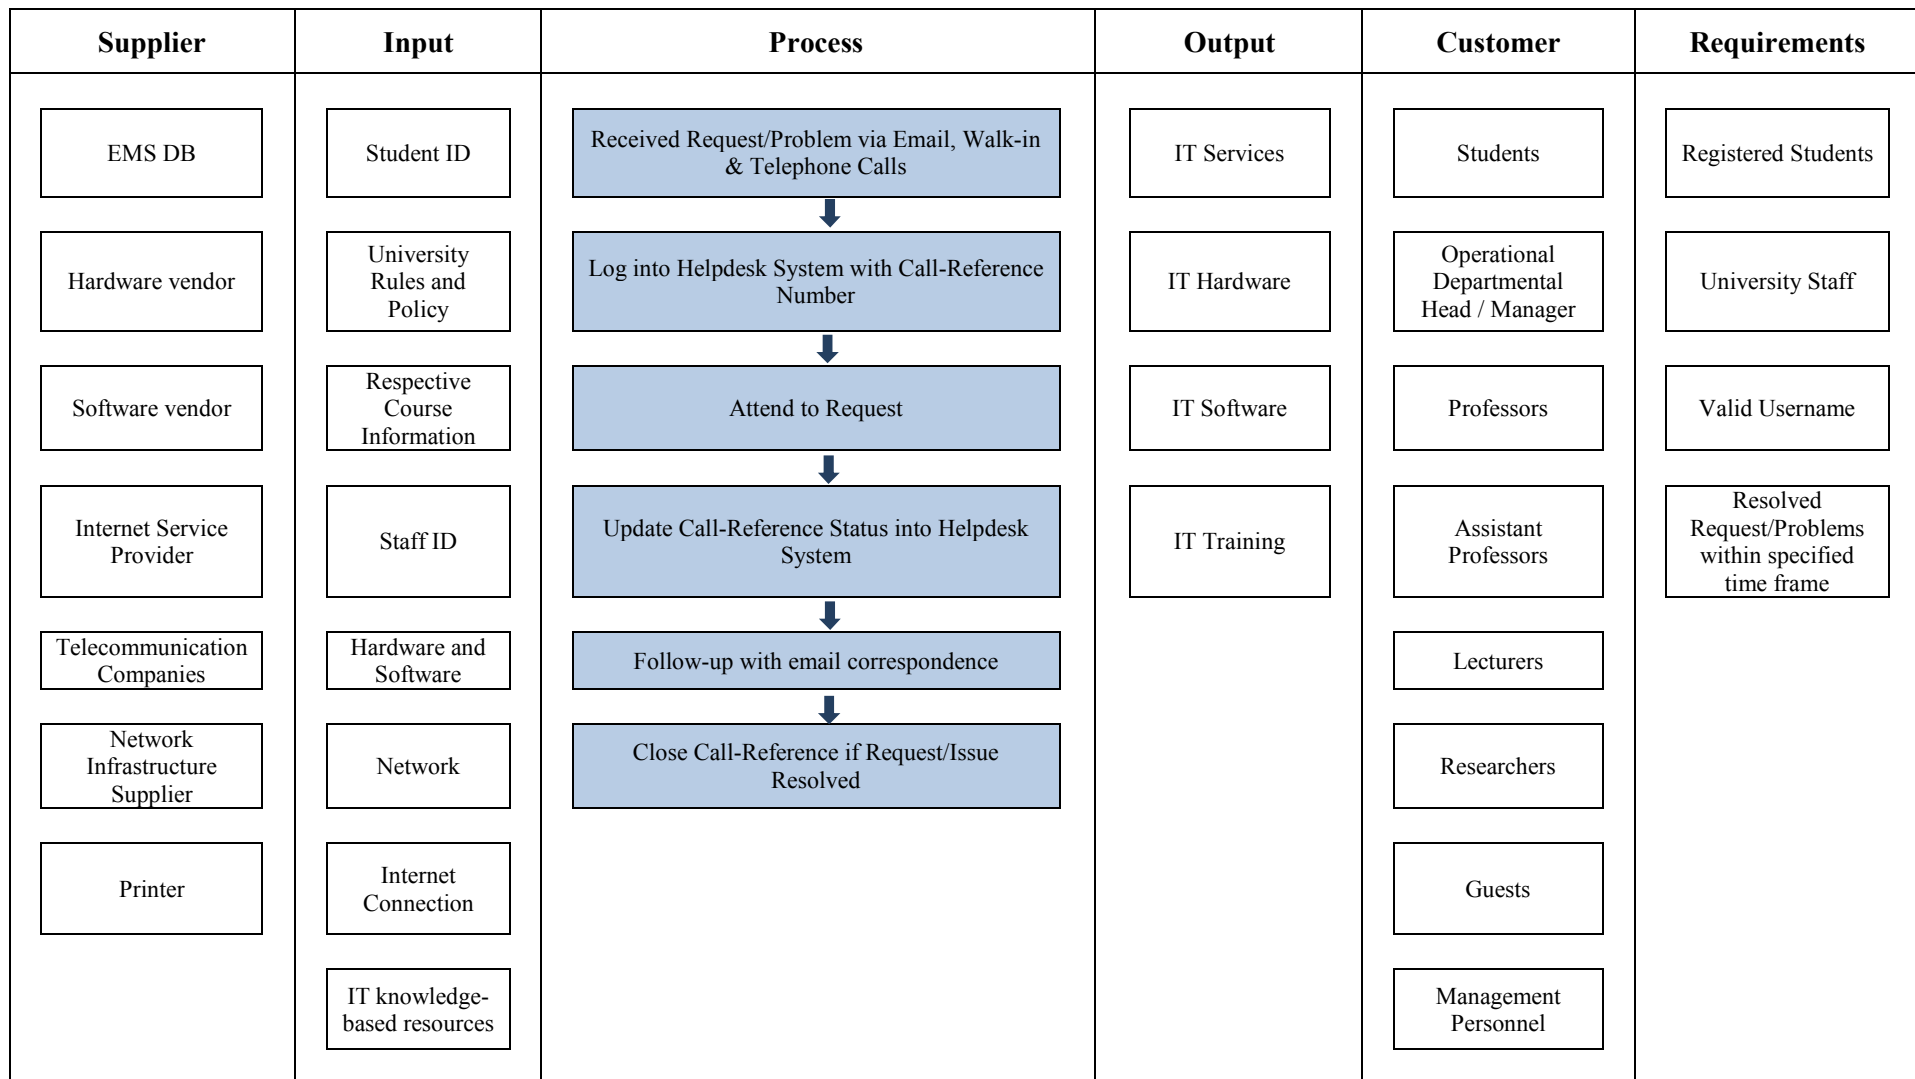 Supplier
Input
Process
Output
Customer
Requirements
EMS DB
Hardware vendor
Software vendor
Internet Service
Provider
Telecommunication
Companies
Network
Infrastructure
Supplier
Printer
Student ID
University
Rules and
Policy
Respective
Course
Information
Staff ID
Hardware and
Software
Network
Internet
Connection
IT knowledge-
based resources
Received Request/Problem via Email, Walk-in
& Telephone Calls
Log into Helpdesk System with Call-Reference
Number
Attend to Request
Update Call-Reference Status into Helpdesk
System
Follow-up with email correspondence
Close Call-Reference if Request/Issue
Resolved
IT Services
IT Hardware
IT Software
IT Training
Students
Operational
Departmental
Head / Manager
Professors
Assistant
Professors
Lecturers
Researchers
Guests
Management
Personnel
Registered Students
University Staff
Valid Username
Resolved
Request/Problems
within specified
time frame